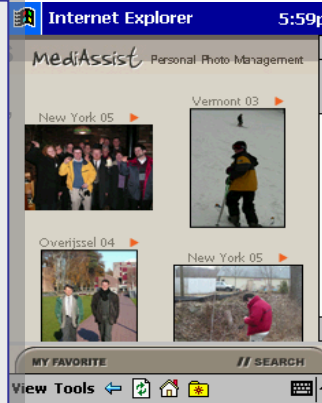 Internet Explorer 5:59p
MediAssist Personal Photo Management
Vermont 03
New York 05
Overijssel 04
New York 05
MY FAVORITE // SEARCH
View Tools